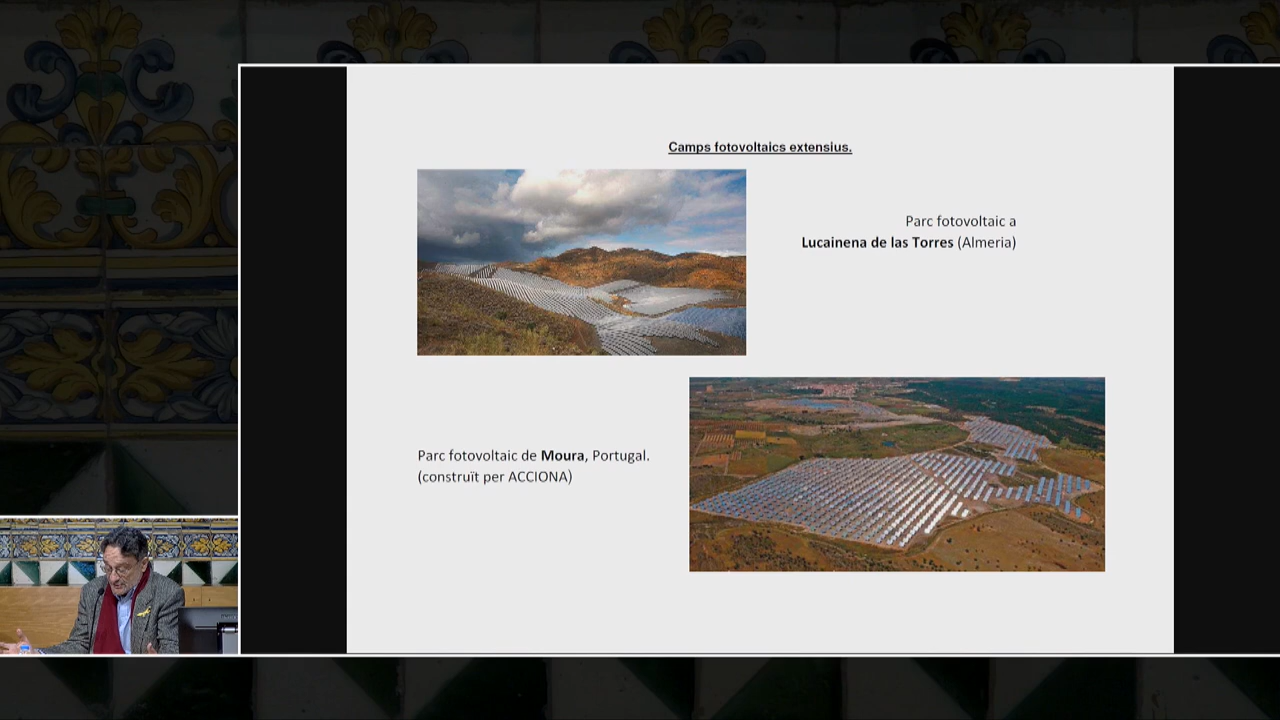 Camps fotovoltaics extensius.
Parc fotovoltaic a
Lucainena de las Torres (Almeria)
Parc fotovoltaic de Moura, Portugal.
(construït per ACCIONA)